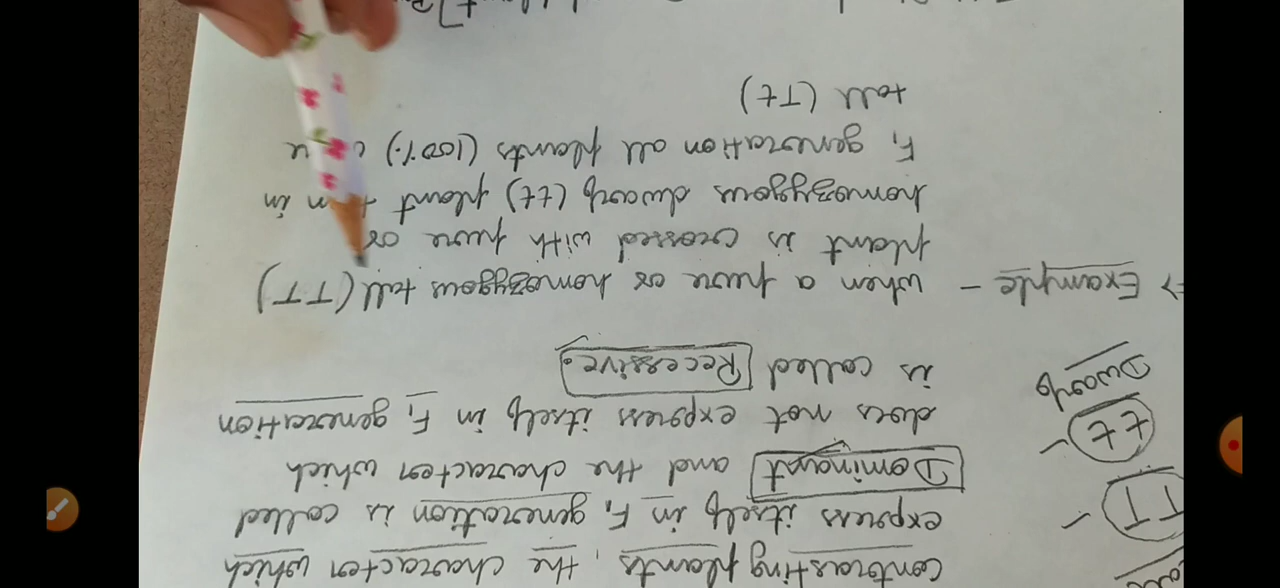 contrasting plants, the character which
express itself in F₁ generation is called
Dominant and the character which
does not express itself in F₁ generation
is called Recessive.
TT
tt
Dwarf
→ Example - when a pure or homozygous tall (TT)
plant is crossed with pure or
homozygous dwarf (tt) plant in
F₁ generation all plants (100%)
tall (Tt)